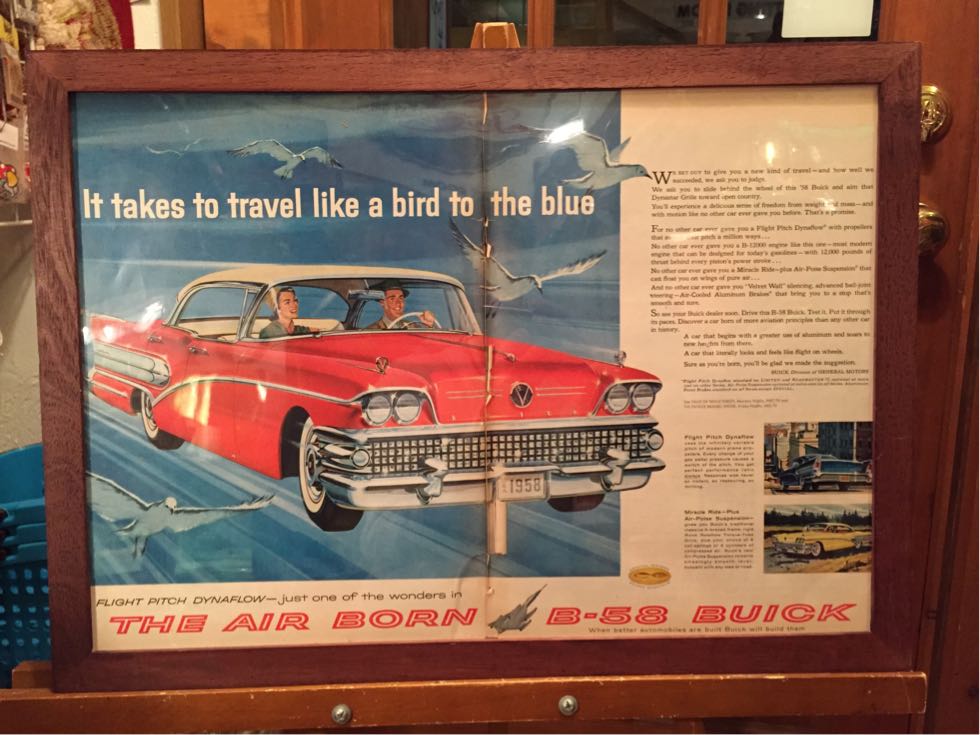 It takes to travel like a bird to the blue
1958
WE SET OUT to give you a new kind of travel—and how well we
succeeded, we ask you to judge.
We ask you to slide behind the wheel of this '58 Buick and aim that
Dynastar Grille toward open country.
You'll experience a delicious sense of freedom from weight and mass—and
with motion like no other car ever gave you before. That's a promise.
For no other car ever gave you a Flight Pitch Dynaflow* with propellers
that pitch a million ways...
No other car ever gave you a B-12000 engine like this one—most modern
engine that can be designed for today's gasolines—with 12,000 pounds of
thrust behind every piston's power stroke...
No other car ever gave you a Miracle Ride—plus Air-Poise Suspension* that
can float you on wings of pure air...
And no other car ever gave you "Velvet Wall" silencing, advanced ball-joint
steering—Air-Cooled Aluminum Brakes* that bring you to a stop that's
smooth and sure.
So see your Buick dealer soon. Drive this B-58 Buick. Test it. Put it through
its paces. Discover a car born of more aviation principles than any other car
in history.
A car that begins with a greater use of aluminum and soars to
new heights from there.
A car that literally looks and feels like flight on wheels.
Sure as you're born, you'll be glad we made the suggestion.
BUICK Division of GENERAL MOTORS
Flight Pitch Dynaflow
Miracle Ride—Plus
Air-Poise Suspension—
FLIGHT PITCH DYNAFLOW—just one of the wonders in
THE AIR BORN B-58 BUICK
When better automobiles are built Buick will build them